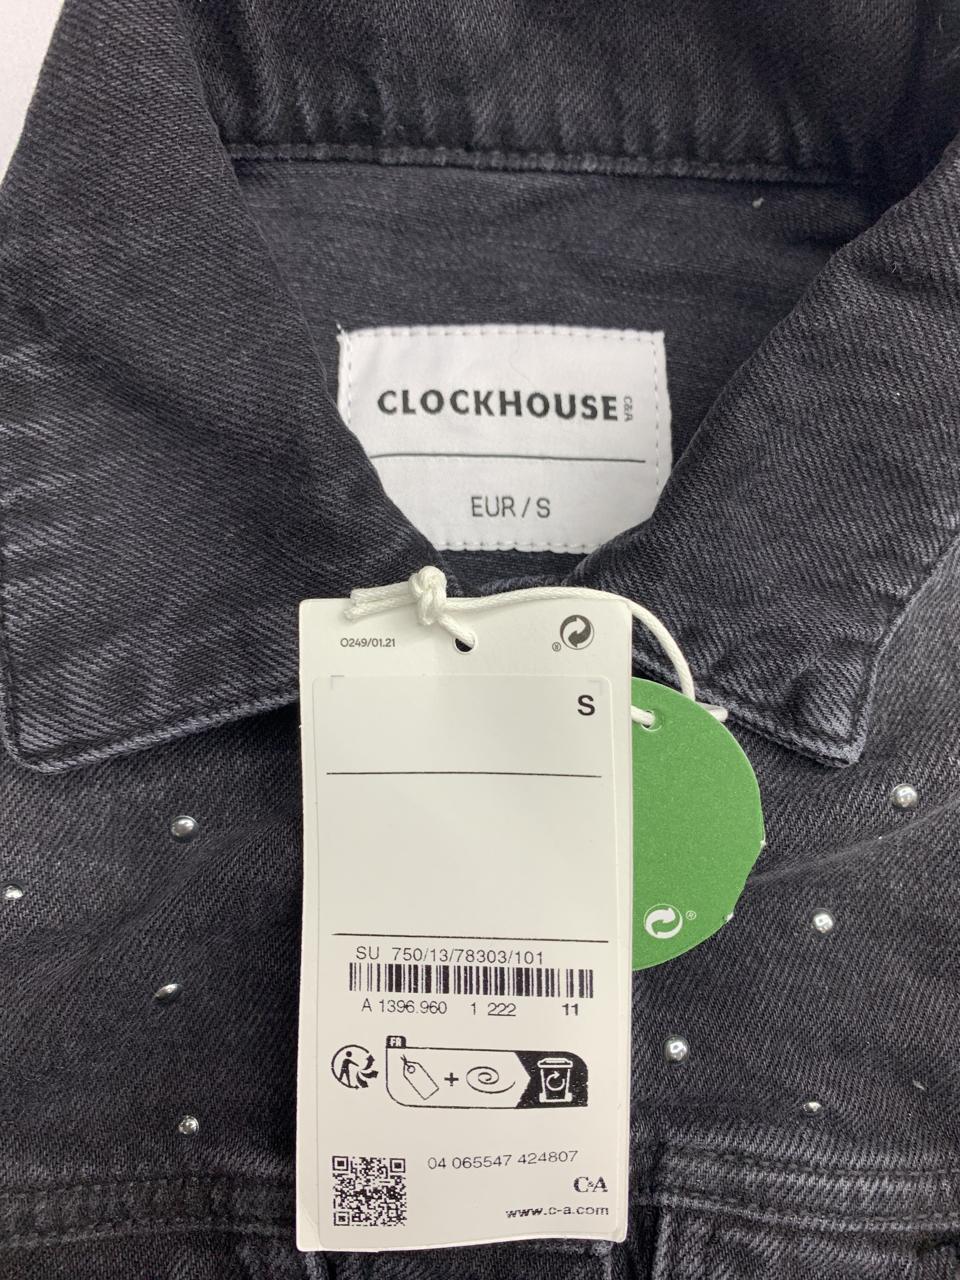 CLOCKHOUSE C&A
EUR / S
O249/01.21
®
S
®
SU 750/13/78303/101
A 1396.960 1 222 11
FR
04 065547 424807
C&A
www.c-a.com